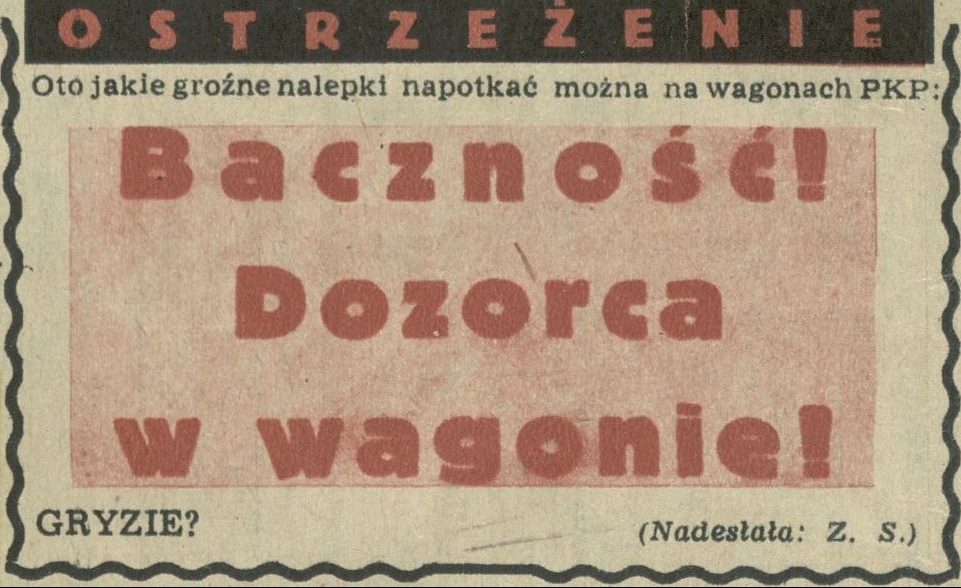 OSTRZEŻENIE
Oto jakie groźne nalepki napotkać można na wagonach PKP:
Baczność!
Dozorca
w wagonie!
GRYZIE?
(Nadesłała: Z. S.)